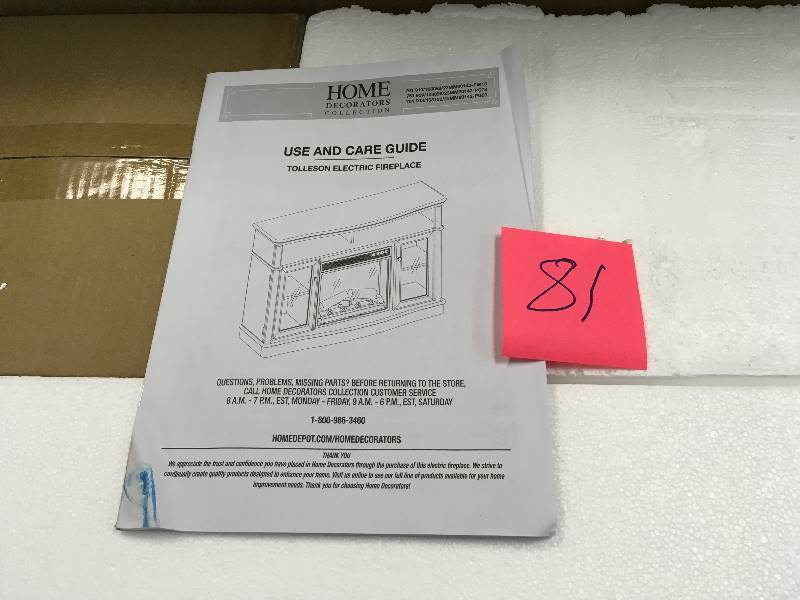 HOME
DECORATORS
COLLECTION
USE AND CARE GUIDE
TOLLESON ELECTRIC FIREPLACE
81
QUESTIONS, PROBLEMS, MISSING PARTS? BEFORE RETURNING TO THE STORE,
CALL HOME DECORATORS COLLECTION CUSTOMER SERVICE
8 A.M. - 7 P.M., EST, MONDAY - FRIDAY, 9 A.M. - 6 P.M., EST, SATURDAY
1-800-986-3460
HOMEDEPOT.COM/HOMEDECORATORS
THANK YOU
We appreciate the trust and confidence you have placed in Home Decorators through the purchase of this electric fireplace. We strive to
continually create quality products designed to enhance your home. Visit us online to see our full line of products available for your home
improvement needs. Thank you for choosing Home Decorators!